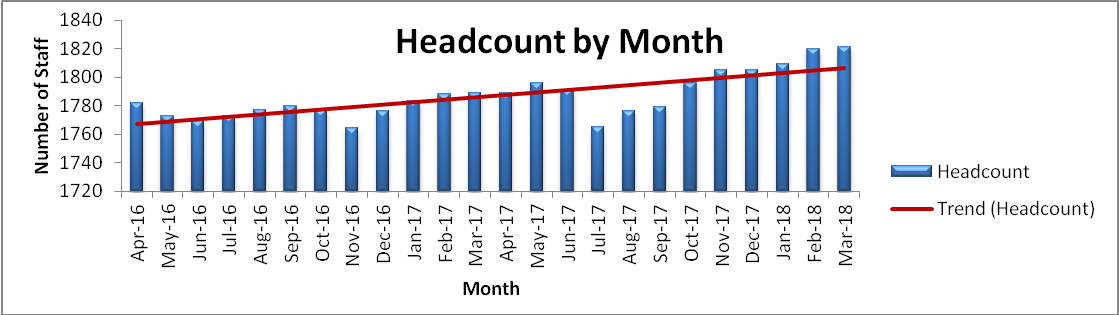 Headcount by Month
Number of Staff
1840
1820
1800
1780
1760
1740
1720
Apr-16
May-16
Jun-16
Jul-16
Aug-16
Sep-16
Oct-16
Nov-16
Dec-16
Jan-17
Feb-17
Mar-17
Apr-17
May-17
Jun-17
Jul-17
Aug-17
Sep-17
Oct-17
Nov-17
Dec-17
Jan-18
Feb-18
Mar-18
Month
Headcount
Trend (Headcount)